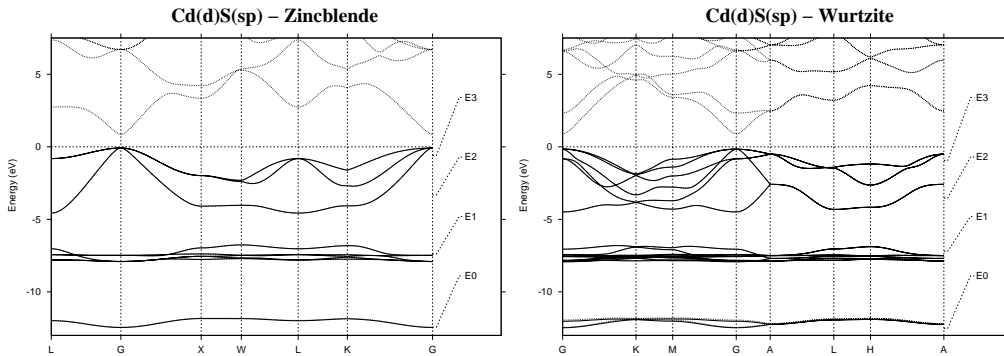 Cd(d)S(sp) – Zincblende
5
0
-5
-10
Energy (eV)
L G X W L K G
E3
E2
E1
E0
Cd(d)S(sp) – Wurtzite
5
0
-5
-10
Energy (eV)
G K M G A L H A
E3
E2
E1
E0